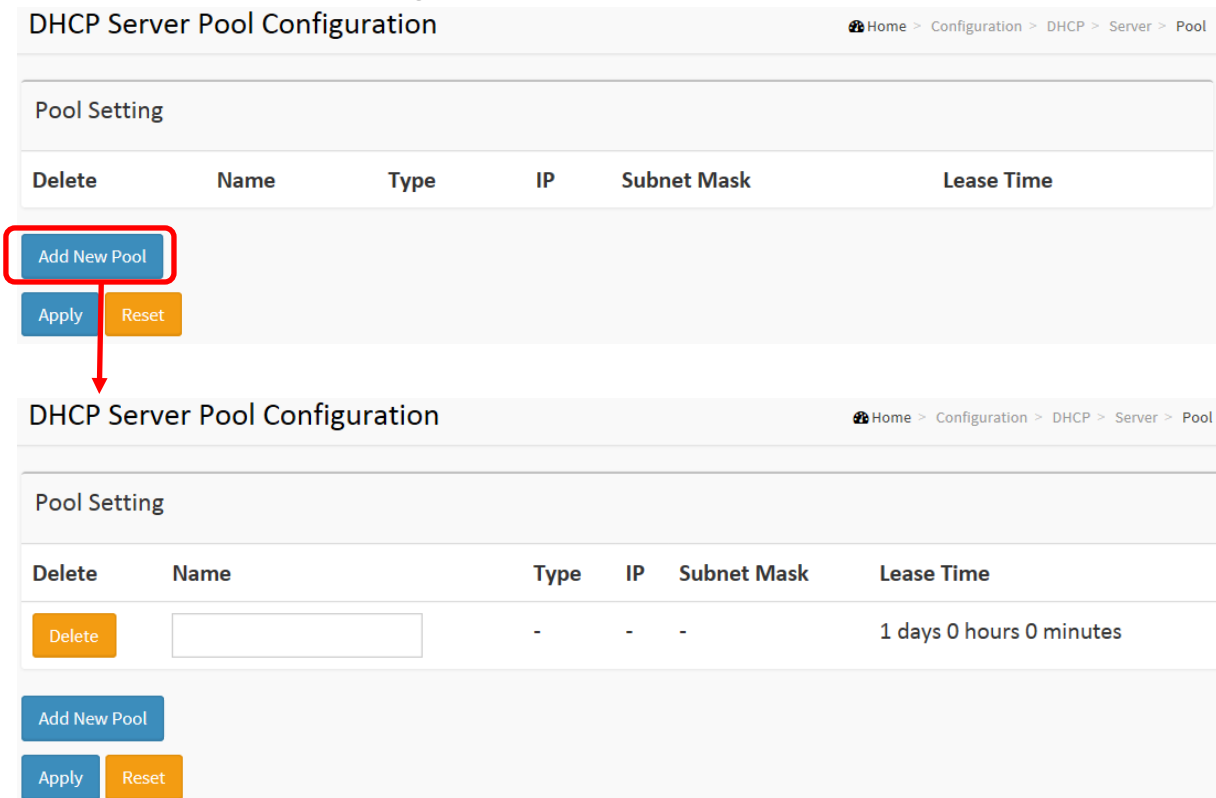 DHCP Server Pool Configuration
Home > Configuration > DHCP > Server > Pool
Pool Setting
Delete Name Type IP Subnet Mask Lease Time
Add New Pool
Apply Reset
DHCP Server Pool Configuration
Home > Configuration > DHCP > Server > Pool
Pool Setting
Delete Name Type IP Subnet Mask Lease Time
Delete - - - 1 days 0 hours 0 minutes
Add New Pool
Apply Reset